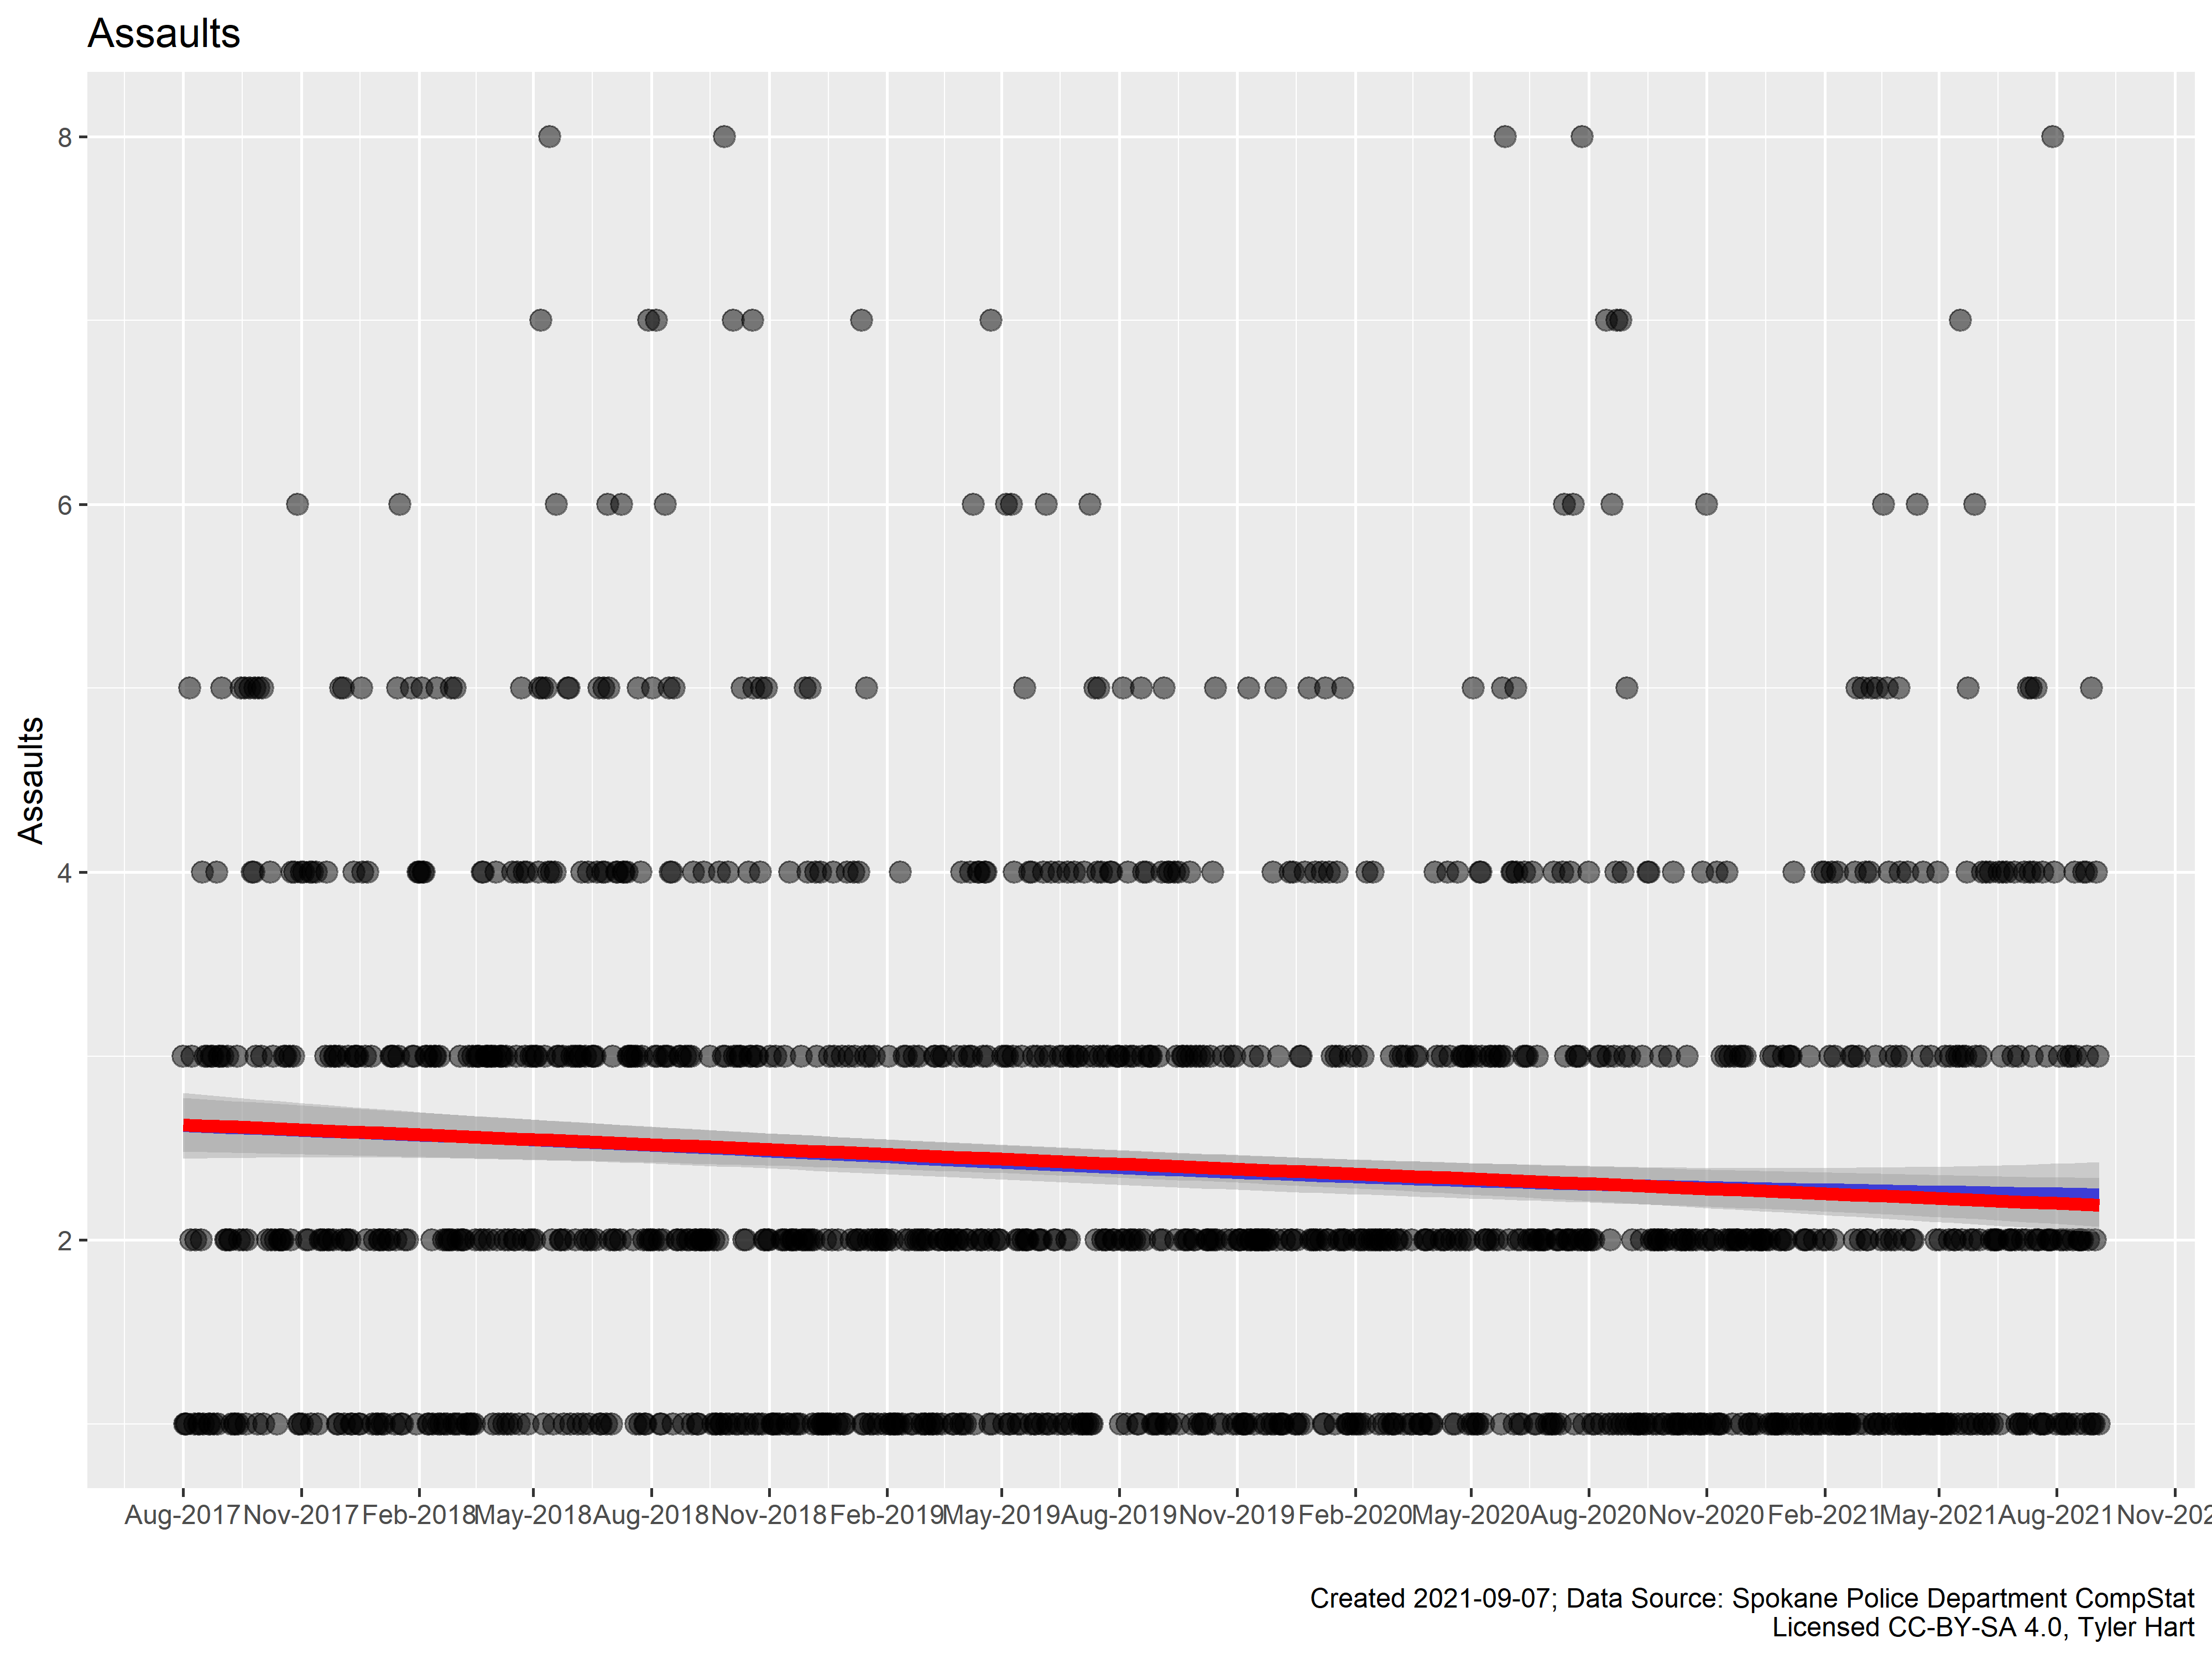 Assaults
8
6
4
2
Assaults
Aug-2017 Nov-2017 Feb-2018 May-2018 Aug-2018 Nov-2018 Feb-2019 May-2019 Aug-2019 Nov-2019 Feb-2020 May-2020 Aug-2020 Nov-2020 Feb-2021 May-2021 Aug-2021 Nov-202
Created 2021-09-07; Data Source: Spokane Police Department CompStat
Licensed CC-BY-SA 4.0, Tyler Hart